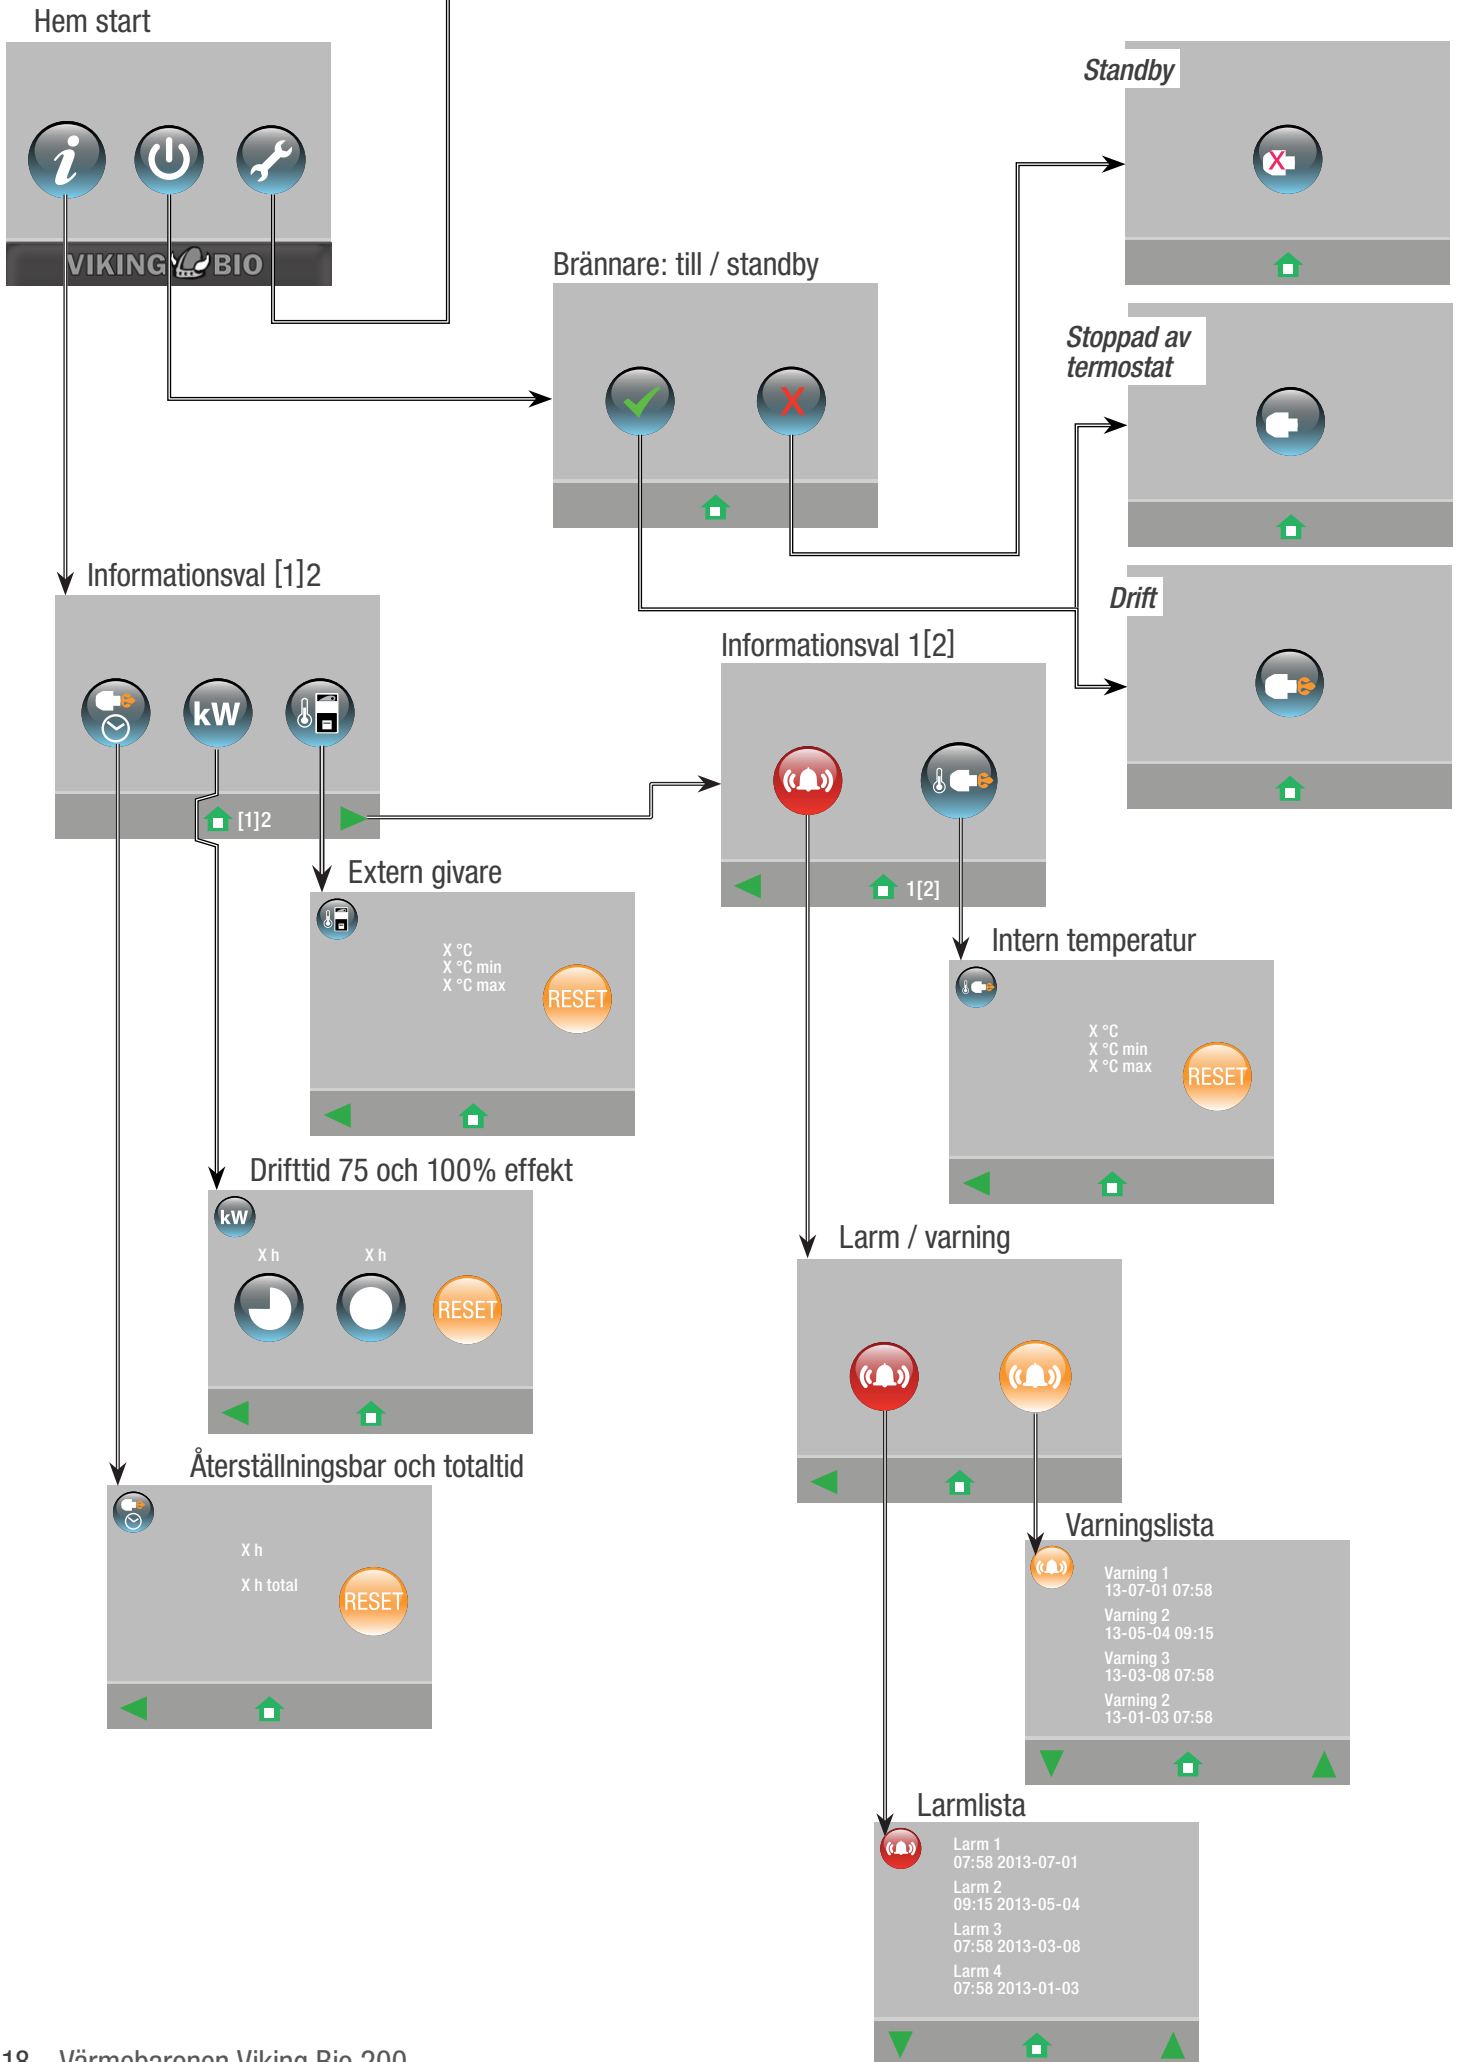 Hem start
VIKING BIO
Standby
X
Brännare: till / standby
X
Stoppad av
termostat
Drift
Informationsval [1]2
kW
[1]2
Informationsval 1[2]
1[2]
Extern givare
X °C
X °C min
X °C max
RESET
Intern temperatur
X °C
X °C min
X °C max
RESET
Drifttid 75 och 100% effekt
kW
X h
X h
RESET
Larm / varning
Återställningsbar och totaltid
X h
X h total
RESET
Varningslista
Varning 1
13-07-01 07:58
Varning 2
13-05-04 09:15
Varning 3
13-03-08 07:58
Varning 2
13-01-03 07:58
Larmlista
Larm 1
07:58 2013-07-01
Larm 2
09:15 2013-05-04
Larm 3
07:58 2013-03-08
Larm 4
07:58 2013-01-03
18 Värmebaronen Viking Bio 200